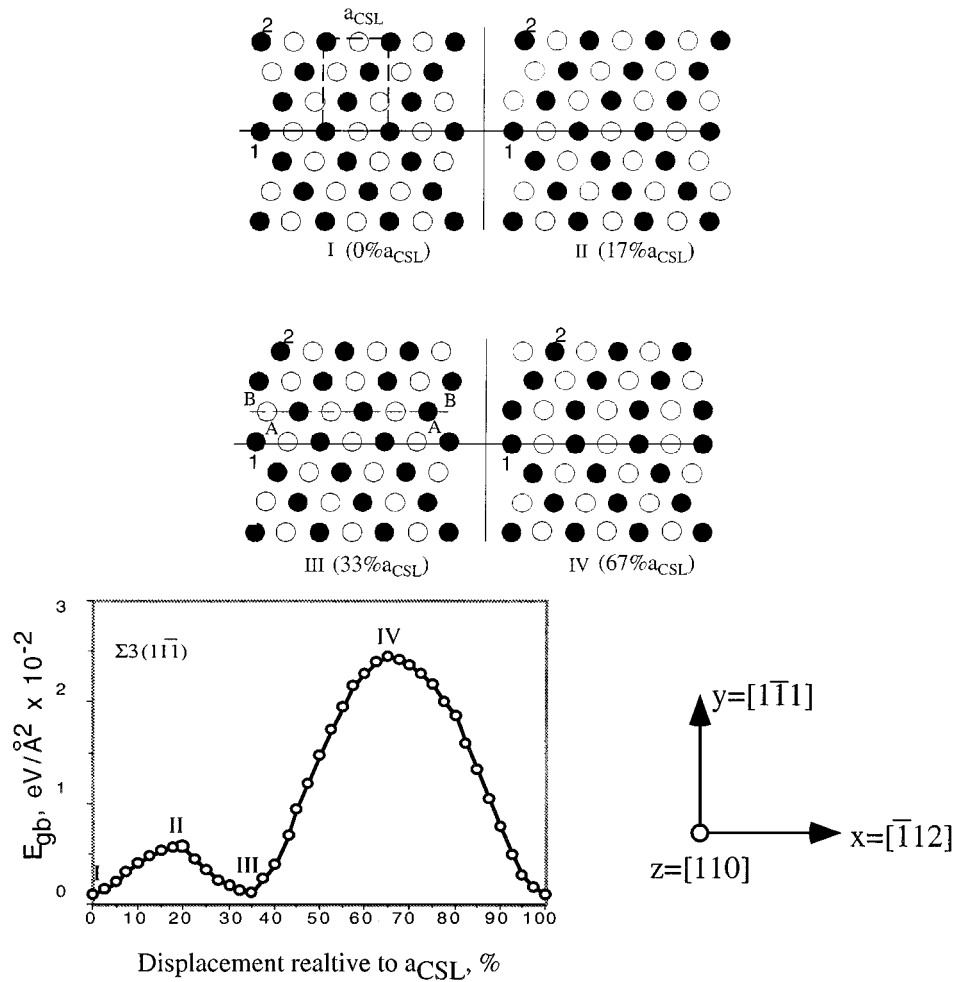 a_CSL
2
2
1
1
I (0%a_CSL)
II (17%a_CSL)
2
2
B
B
A
A
1
1
III (33%a_CSL)
IV (67%a_CSL)
3
2
1
0
E_gb, eV/Å² x 10⁻²
Σ3(11̄1̄)
I
II
III
IV
0 10 20 30 40 50 60 70 80 90 100
Displacement realtive to a_CSL, %
y=[11̄1]
x=[1̄12]
z=[110]